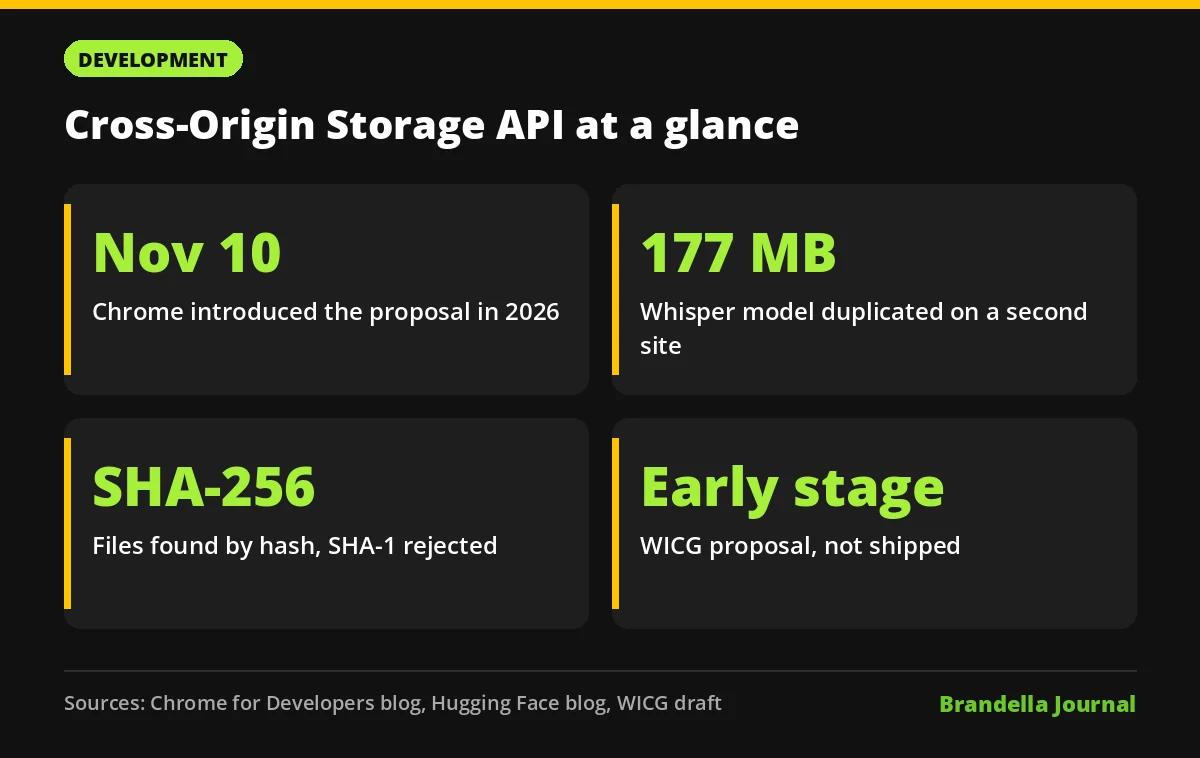 DEVELOPMENT
Cross-Origin Storage API at a glance
Nov 10
Chrome introduced the proposal in 2026
177 MB
Whisper model duplicated on a second
site
SHA-256
Files found by hash, SHA-1 rejected
Early stage
WICG proposal, not shipped
Sources: Chrome for Developers blog, Hugging Face blog, WICG draft
Brandella Journal